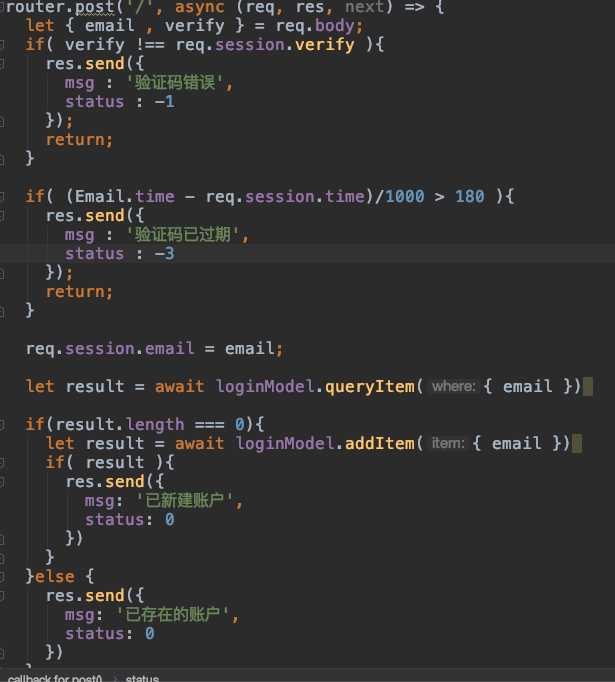 router.post('/', async (req, res, next) => {
let { email , verify } = req.body;
if( verify !== req.session.verify ){
res.send({
msg : '验证码错误',
status : -1
});
return;
}
if( (Email.time - req.session.time)/1000 > 180 ){
res.send({
msg : '验证码已过期',
status : -3
});
return;
}
req.session.email = email;
let result = await loginModel.queryItem( where: { email })
if(result.length === 0){
let result = await loginModel.addItem( item: { email })
if( result ){
res.send({
msg: '已新建账户',
status: 0
})
}
}else {
res.send({
msg: '已存在的账户',
status: 0
})
}
callback for post() › status